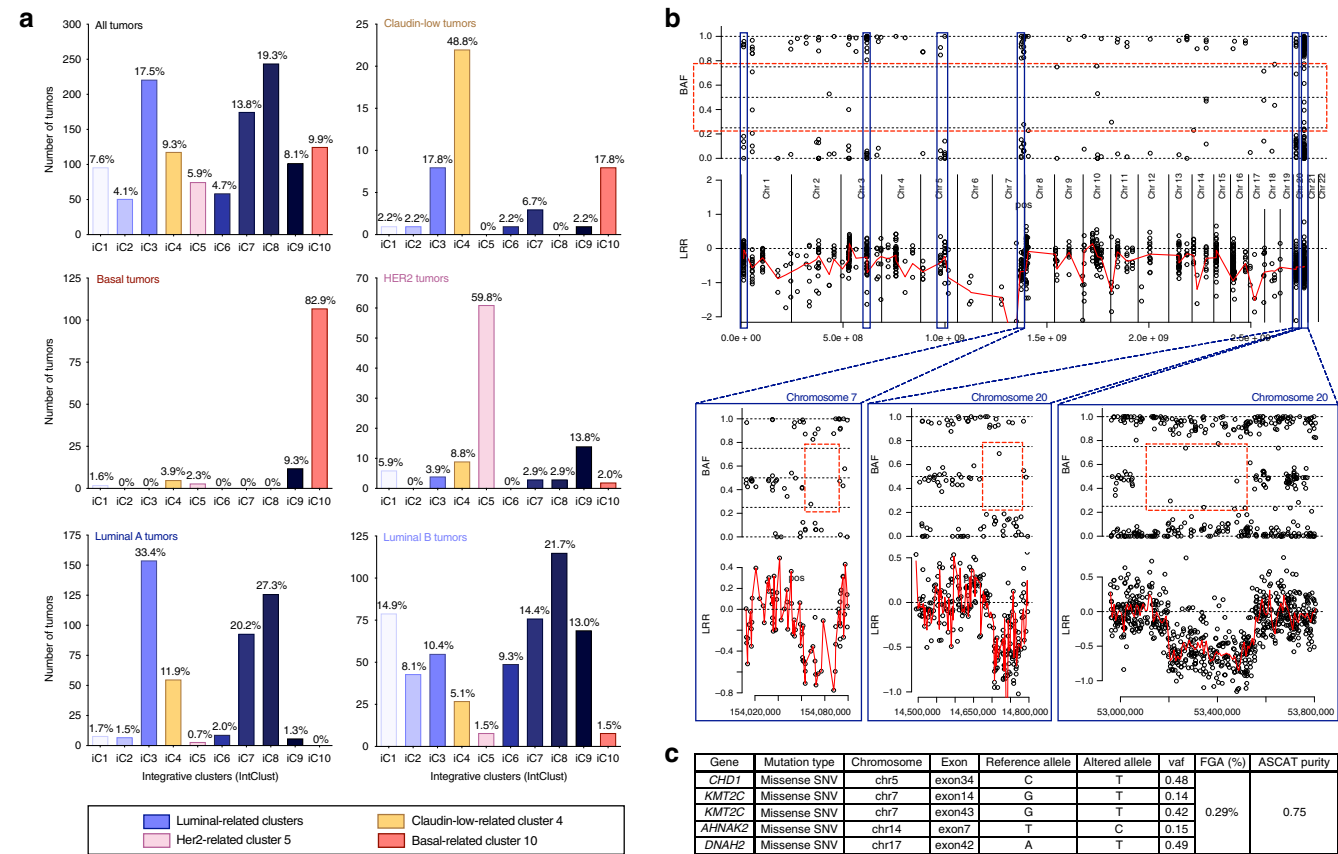 a
All tumors
Number of tumors
300
250
200
150
100
50
0
7.6% 4.1% 17.5% 9.3% 5.9% 4.7% 13.8% 19.3% 8.1% 9.9%
iC1 iC2 iC3 iC4 iC5 iC6 iC7 iC8 iC9 iC10
Claudin-low tumors
25
20
15
10
5
0
2.2% 2.2% 17.8% 48.8% 0% 2.2% 6.7% 0% 2.2% 17.8%
iC1 iC2 iC3 iC4 iC5 iC6 iC7 iC8 iC9 iC10
Basal tumors
Number of tumors
125
100
75
50
25
0
1.6% 0% 0% 3.9% 2.3% 0% 0% 0% 9.3% 82.9%
iC1 iC2 iC3 iC4 iC5 iC6 iC7 iC8 iC9 iC10
HER2 tumors
70
60
50
40
30
20
10
0
5.9% 0% 3.9% 8.8% 59.8% 0% 2.9% 2.9% 13.8% 2.0%
iC1 iC2 iC3 iC4 iC5 iC6 iC7 iC8 iC9 iC10
Luminal A tumors
Number of tumors
175
150
125
100
75
50
25
0
1.7% 1.5% 33.4% 11.9% 0.7% 2.0% 20.2% 27.3% 1.3% 0%
iC1 iC2 iC3 iC4 iC5 iC6 iC7 iC8 iC9 iC10
Integrative clusters (IntClust)
Luminal B tumors
125
100
75
50
25
0
14.9% 8.1% 10.4% 5.1% 1.5% 9.3% 14.4% 21.7% 13.0% 1.5%
iC1 iC2 iC3 iC4 iC5 iC6 iC7 iC8 iC9 iC10
Integrative clusters (IntClust)
Luminal-related clusters
Claudin-low-related cluster 4
Her2-related cluster 5
Basal-related cluster 10
b
BAF
1.0
0.8
0.6
0.4
0.2
0.0
Chr 1 Chr 2 Chr 3 Chr 4 Chr 5 Chr 6 Chr 7 Chr 8 Chr 9 Chr 10 Chr 11 Chr 12 Chr 13 Chr 14 Chr 15 Chr 16 Chr 17 Chr 18 Chr 19 Chr 20 Chr 21 Chr 22
pos
LRR
2
1
0
−1
−2
0.0e + 00 5.0e + 08 1.0e + 09 1.5e + 09 2.0e + 09 2.5e + 09
Chromosome 7
BAF
1.0
0.8
0.6
0.4
0.2
0.0
pos
LRR
0.4
0.0
−0.4
−0.8
154,020,000 154,080,000
Chromosome 20
BAF
1.0
0.8
0.6
0.4
0.2
0.0
LRR
0.5
0.0
−0.5
−1.0
14,500,000 14,650,000 14,800,000
Chromosome 20
BAF
1.0
0.8
0.6
0.4
0.2
0.0
LRR
0.5
0.0
−0.5
−1.0
53,000,000 53,400,000 53,800,000
c
Gene Mutation type Chromosome Exon Reference allele Altered allele vaf FGA (%) ASCAT purity
CHD1 Missense SNV chr5 exon34 C T 0.48
KMT2C Missense SNV chr7 exon14 G T 0.14
KMT2C Missense SNV chr7 exon43 G T 0.42 0.29% 0.75
AHNAK2 Missense SNV chr14 exon7 T C 0.15
DNAH2 Missense SNV chr17 exon42 A T 0.49